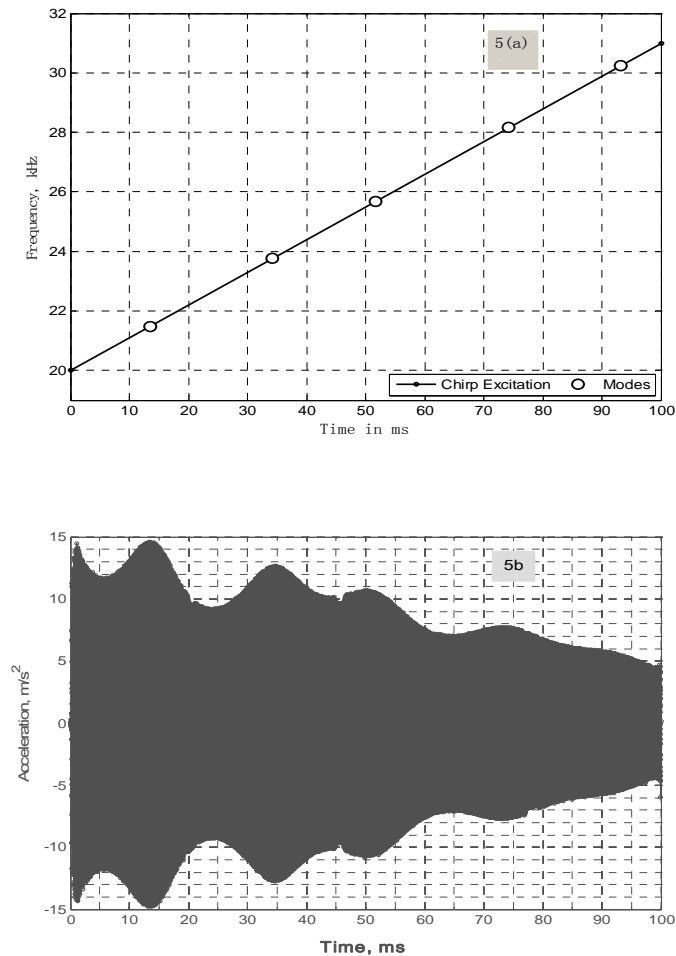 32
5(a)
30
28
26
24
22
20
Frequency, kHz
Chirp Excitation Modes
0 10 20 30 40 50 60 70 80 90 100
Time in ms
15
5b
10
5
0
-5
-10
-15
Acceleration, m/s²
0 10 20 30 40 50 60 70 80 90 100
Time, ms